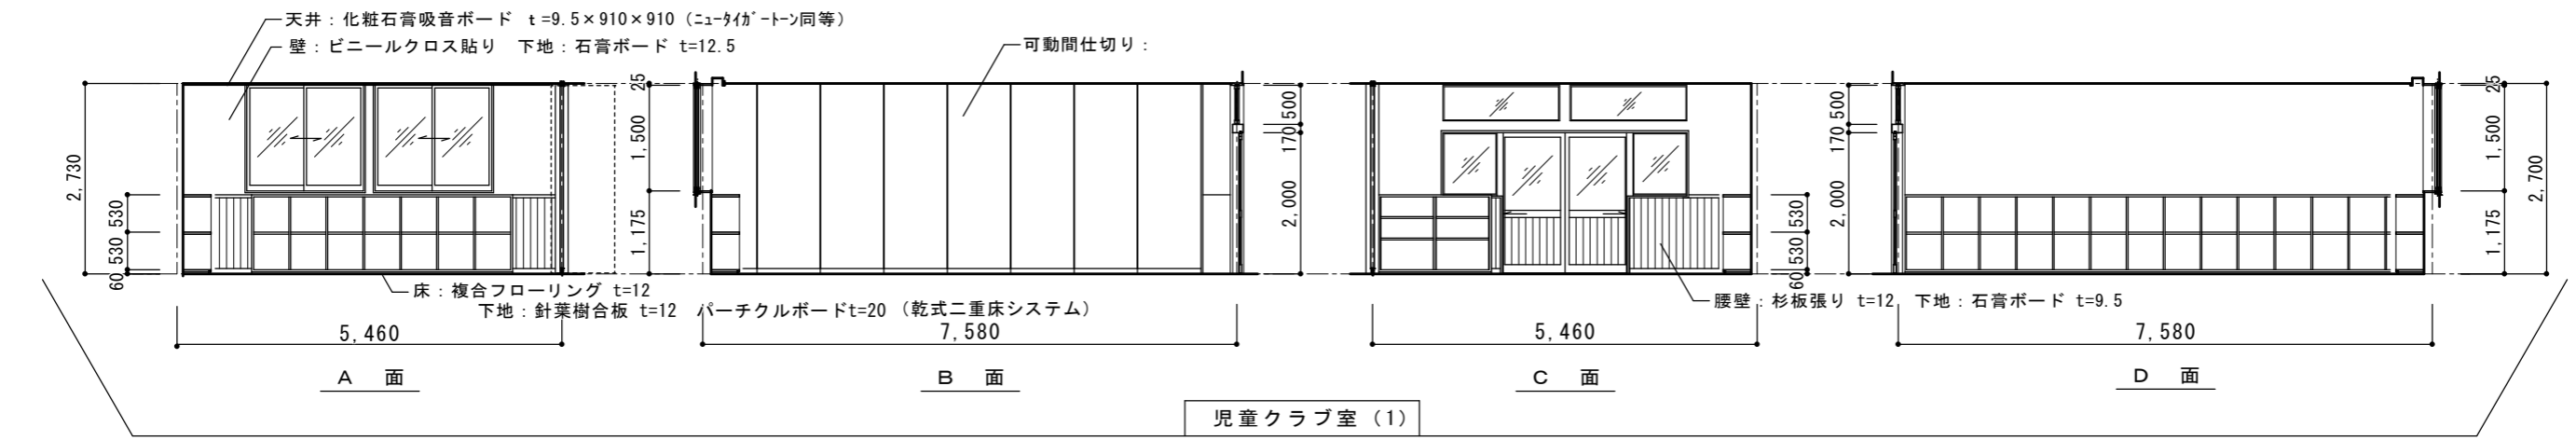 天井：化粧石膏吸音ボード t=9.5×910×910（ﾆｭｰﾀｲｶﾞｰﾄｰﾝ同等）
壁：ビニールクロス貼り 下地：石膏ボード t=12.5
可動間仕切り：
2,730
530
530
60
25
1,500
1,175
500
170
2,000
530
530
60
500
170
2,000
25
1,500
1,175
2,700
床：複合フローリング t=12
下地：針葉樹合板 t=12 パーチクルボードt=20（乾式二重床システム）
腰壁：杉板張り t=12 下地：石膏ボード t=9.5
5,460
7,580
5,460
7,580
A 面
B 面
C 面
D 面
児童クラブ室（1）